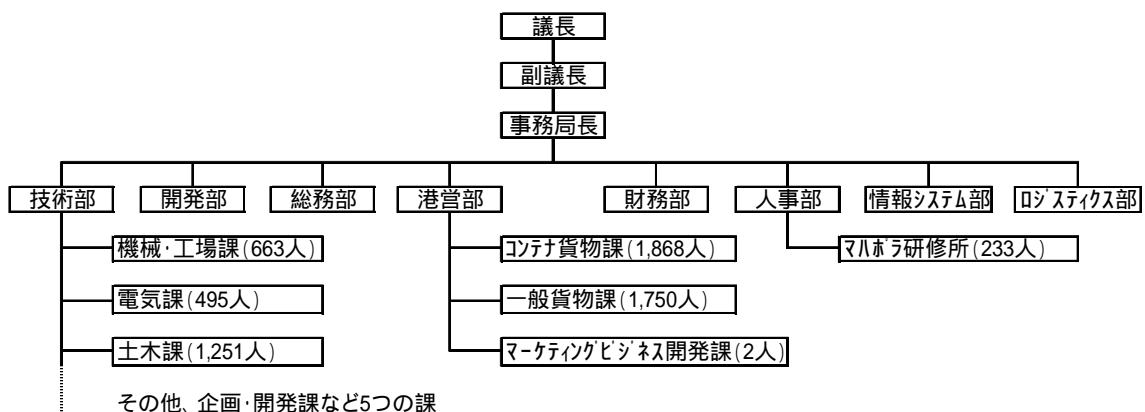 議長
副議長
事務局長
技術部 開発部 総務部 港営部 財務部 人事部 情報システム部 ロジスティクス部
機械・工場課(663人) コンテナ貨物課(1,868人) マハポラ研修所(233人)
電気課(495人) 一般貨物課(1,750人)
土木課(1,251人) マーケティングビジネス開発課(2人)
その他、企画・開発課など5つの課